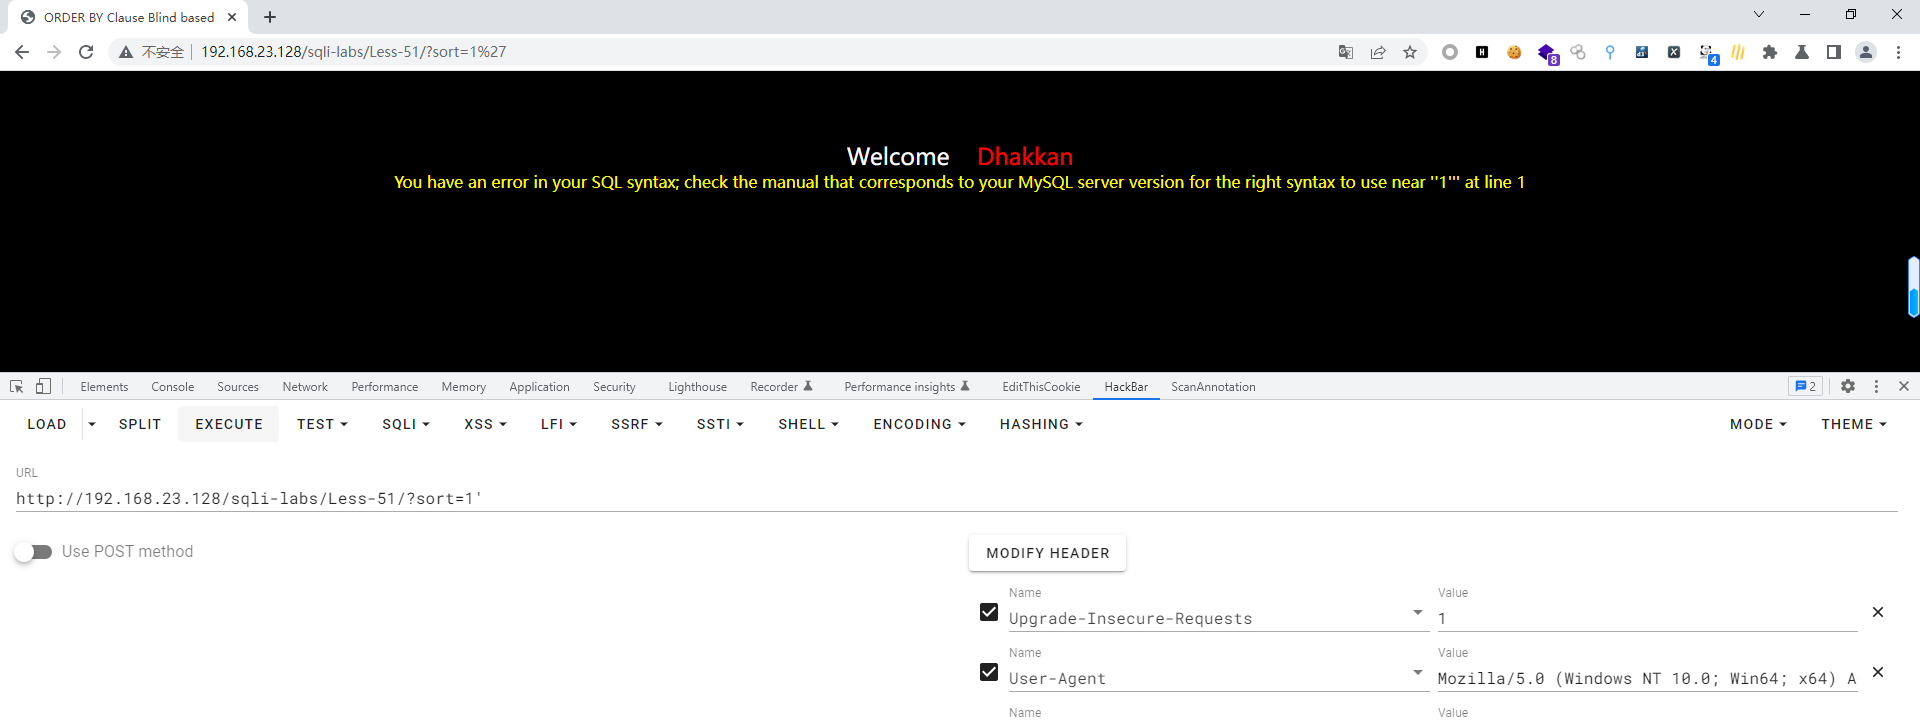 ORDER BY Clause Blind based
不安全 192.168.23.128/sqli-labs/Less-51/?sort=1%27
8
4
Welcome Dhakkan
You have an error in your SQL syntax; check the manual that corresponds to your MySQL server version for the right syntax to use near ''1''' at line 1
Elements Console Sources Network Performance Memory Application Security Lighthouse Recorder Performance insights EditThisCookie HackBar ScanAnnotation 2
LOAD SPLIT EXECUTE TEST SQLI XSS LFI SSRF SSTI SHELL ENCODING HASHING MODE THEME
URL
http://192.168.23.128/sqli-labs/Less-51/?sort=1'
Use POST method
MODIFY HEADER
Name Value
Upgrade-Insecure-Requests 1
Name Value
User-Agent Mozilla/5.0 (Windows NT 10.0; Win64; x64) A
Name Value